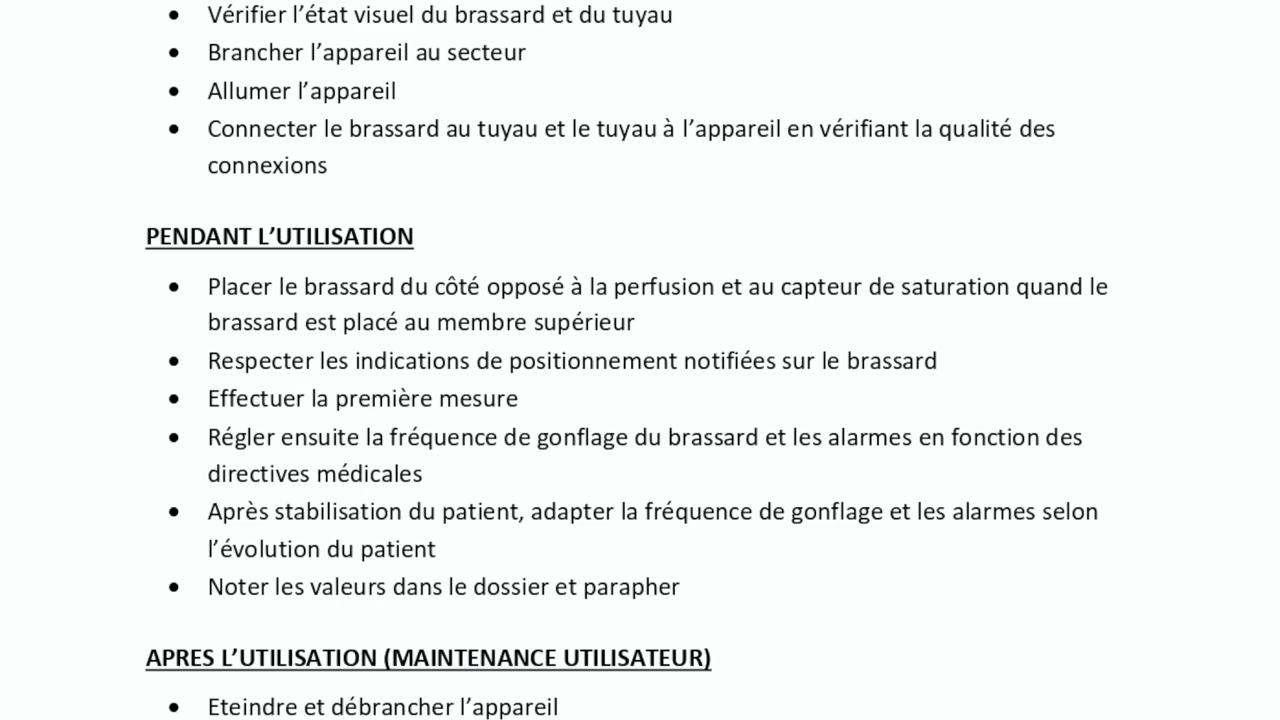 • Vérifier l’état visuel du brassard et du tuyau
• Brancher l’appareil au secteur
• Allumer l’appareil
• Connecter le brassard au tuyau et le tuyau à l’appareil en vérifiant la qualité des
connexions
PENDANT L’UTILISATION
• Placer le brassard du côté opposé à la perfusion et au capteur de saturation quand le
brassard est placé au membre supérieur
• Respecter les indications de positionnement notifiées sur le brassard
• Effectuer la première mesure
• Régler ensuite la fréquence de gonflage du brassard et les alarmes en fonction des
directives médicales
• Après stabilisation du patient, adapter la fréquence de gonflage et les alarmes selon
l’évolution du patient
• Noter les valeurs dans le dossier et parapher
APRES L’UTILISATION (MAINTENANCE UTILISATEUR)
• Eteindre et débrancher l’appareil